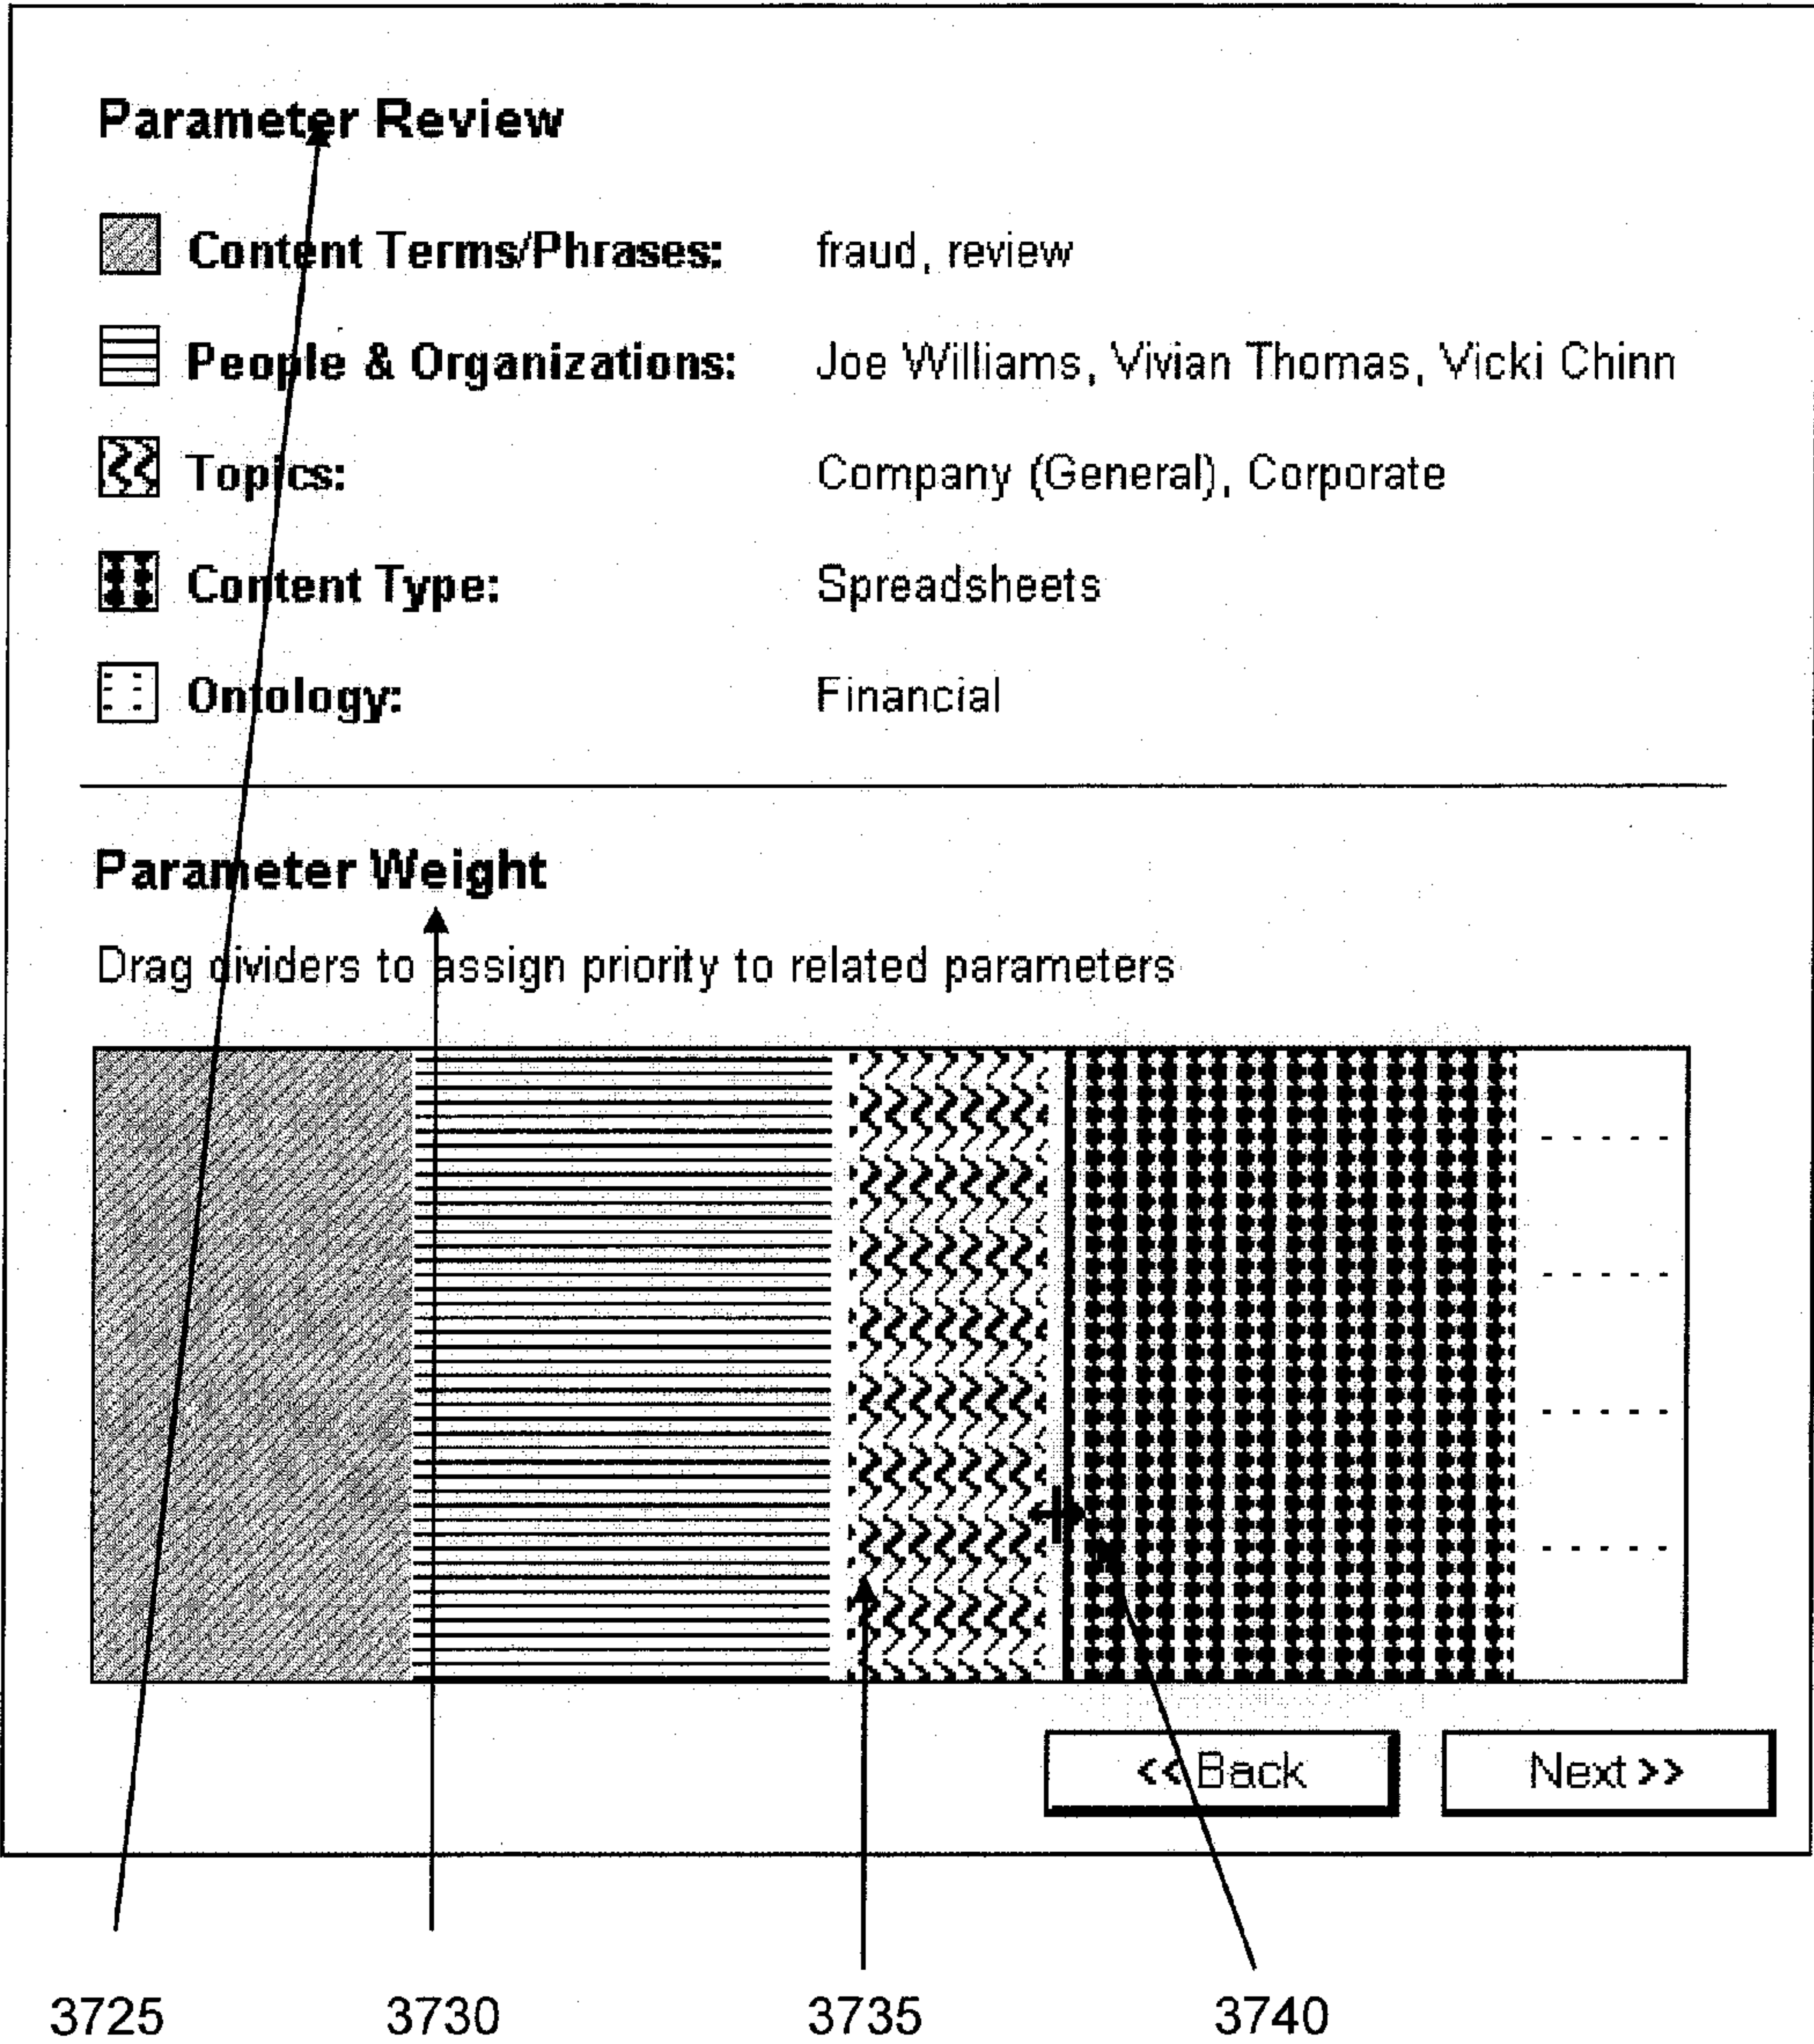 Parameter Review
Content Terms/Phrases: fraud, review
People & Organizations: Joe Williams, Vivian Thomas, Vicki Chinn
Topics: Company (General), Corporate
Content Type: Spreadsheets
Ontology: Financial
Parameter Weight
Drag dividers to assign priority to related parameters
<< Back Next >>
3725 3730 3735 3740